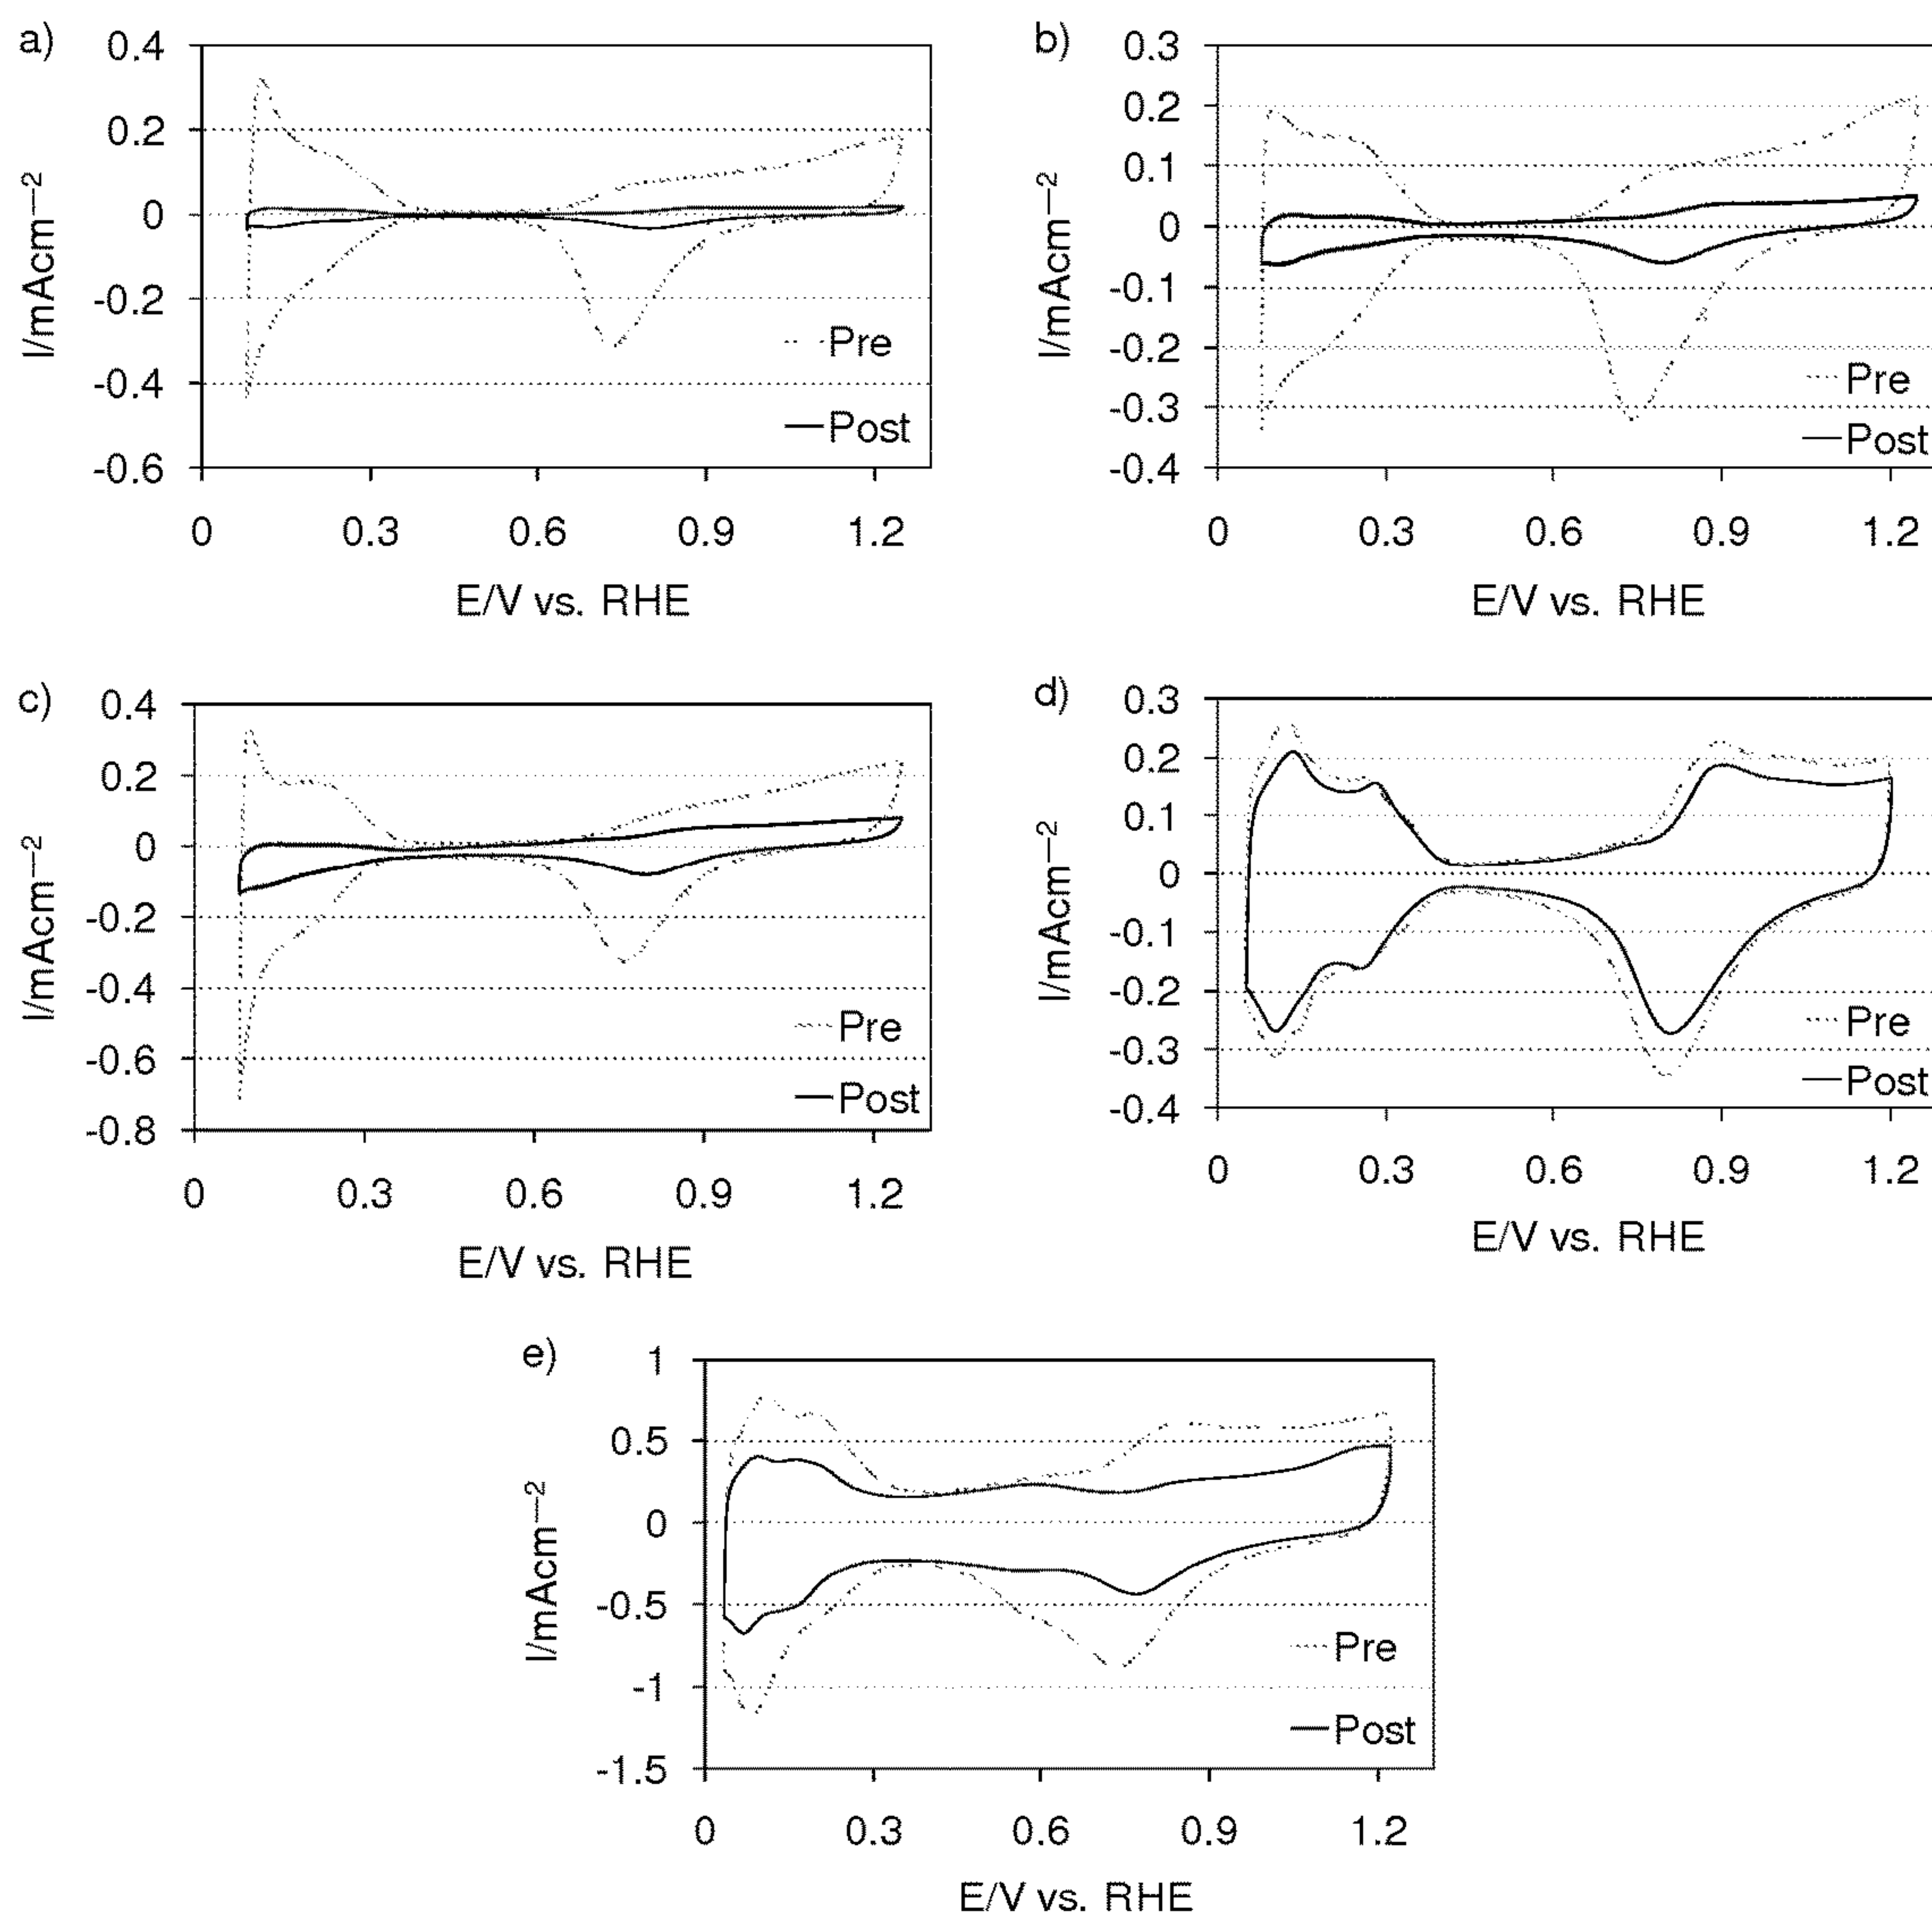 a)
0.4
0.2
0
-0.2
-0.4
-0.6
I/mAcm−2
Pre
Post
0 0.3 0.6 0.9 1.2
E/V vs. RHE
b)
0.3
0.2
0.1
0
-0.1
-0.2
-0.3
-0.4
I/mAcm−2
Pre
Post
0 0.3 0.6 0.9 1.2
E/V vs. RHE
c)
0.4
0.2
0
-0.2
-0.4
-0.6
-0.8
I/mAcm−2
Pre
Post
0 0.3 0.6 0.9 1.2
E/V vs. RHE
d)
0.3
0.2
0.1
0
-0.1
-0.2
-0.3
-0.4
I/mAcm−2
Pre
Post
0 0.3 0.6 0.9 1.2
E/V vs. RHE
e)
1
0.5
0
-0.5
-1
-1.5
I/mAcm−2
Pre
Post
0 0.3 0.6 0.9 1.2
E/V vs. RHE